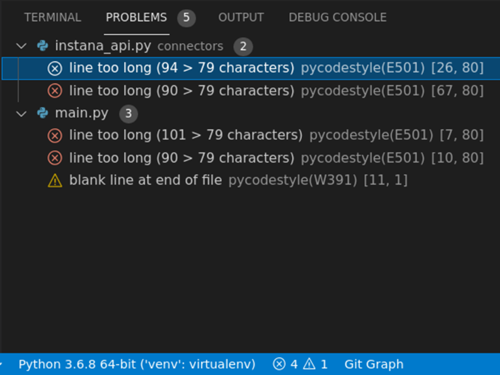 TERMINAL PROBLEMS 5 OUTPUT DEBUG CONSOLE
instana_api.py connectors 2
line too long (94 > 79 characters) pycodestyle(E501) [26, 80]
line too long (90 > 79 characters) pycodestyle(E501) [67, 80]
main.py 3
line too long (101 > 79 characters) pycodestyle(E501) [7, 80]
line too long (90 > 79 characters) pycodestyle(E501) [10, 80]
blank line at end of file pycodestyle(W391) [11, 1]
Python 3.6.8 64-bit ('venv': virtualenv) 4 1 Git Graph